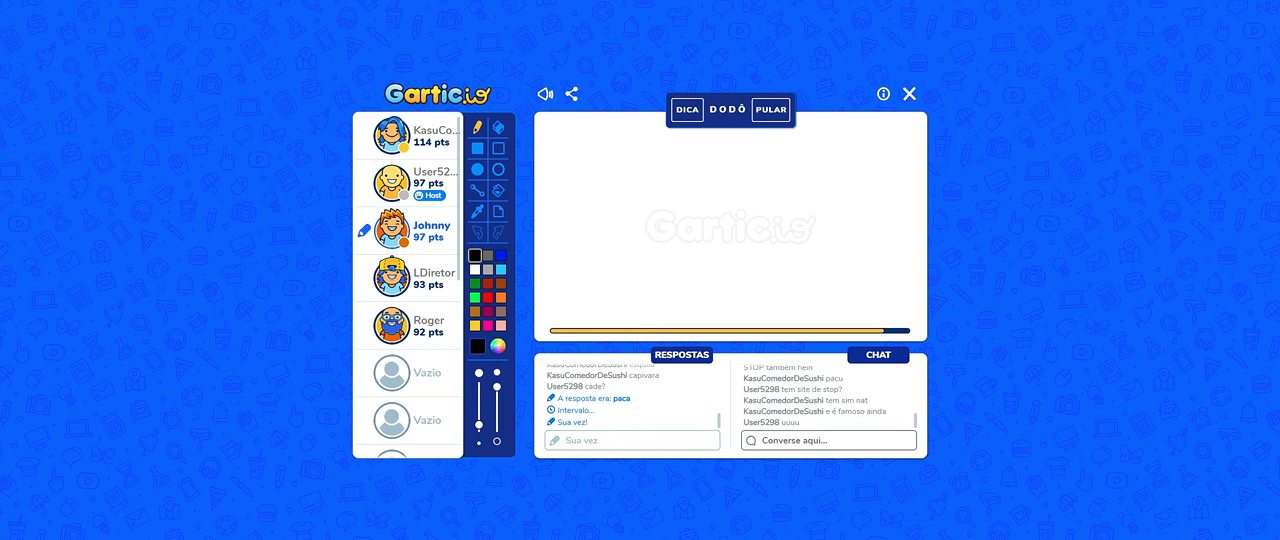 Gartic.io
DICA DODÔ PULAR
KasuCo...
114 pts
User52...
97 pts
Host
Johnny
97 pts
LDiretor
93 pts
Roger
92 pts
Vazio
Vazio
Gartic.io
RESPOSTAS
KasuComedorDeSushi esquilo
KasuComedorDeSushi capivara
User5298 cade?
A resposta era: paca
Intervalo...
Sua vez!
Sua vez
CHAT
STOP também hein
KasuComedorDeSushi pacu
User5298 tem site de stop?
KasuComedorDeSushi tem sim nat
KasuComedorDeSushi e é famoso ainda
User5298 uuuu
Converse aqui...